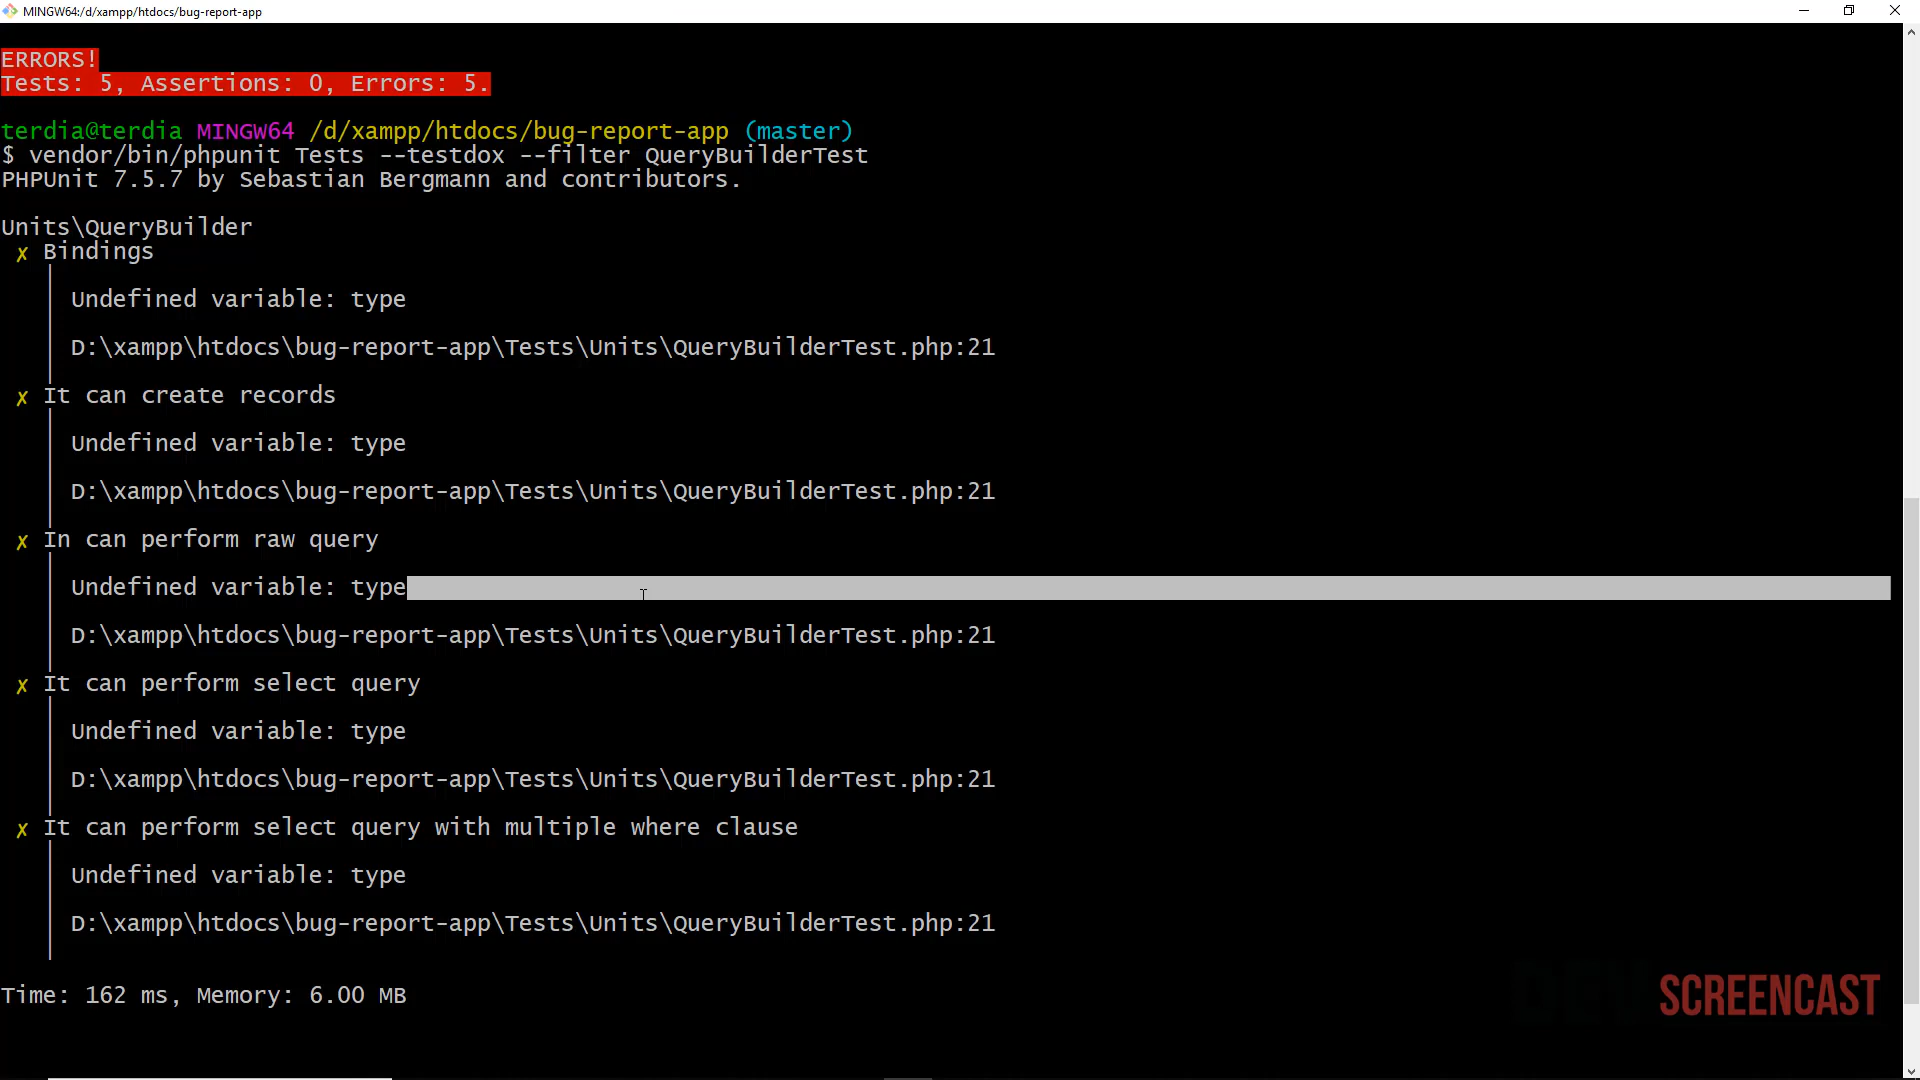 MINGW64:/d/xampp/htdocs/bug-report-app
ERRORS!
Tests: 5, Assertions: 0, Errors: 5.
terdia@terdia MINGW64 /d/xampp/htdocs/bug-report-app (master)
$ vendor/bin/phpunit Tests --testdox --filter QueryBuilderTest
PHPUnit 7.5.7 by Sebastian Bergmann and contributors.
Units\QueryBuilder
✗ Bindings
Undefined variable: type
D:\xampp\htdocs\bug-report-app\Tests\Units\QueryBuilderTest.php:21
✗ It can create records
Undefined variable: type
D:\xampp\htdocs\bug-report-app\Tests\Units\QueryBuilderTest.php:21
✗ In can perform raw query
Undefined variable: type
D:\xampp\htdocs\bug-report-app\Tests\Units\QueryBuilderTest.php:21
✗ It can perform select query
Undefined variable: type
D:\xampp\htdocs\bug-report-app\Tests\Units\QueryBuilderTest.php:21
✗ It can perform select query with multiple where clause
Undefined variable: type
D:\xampp\htdocs\bug-report-app\Tests\Units\QueryBuilderTest.php:21
Time: 162 ms, Memory: 6.00 MB
SCREENCAST